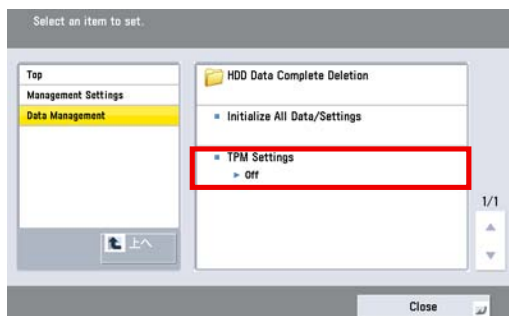 Select an item to set.
Top
Management Settings
Data Management
上へ
HDD Data Complete Deletion
Initialize All Data/Settings
TPM Settings
Off
1/1
Close